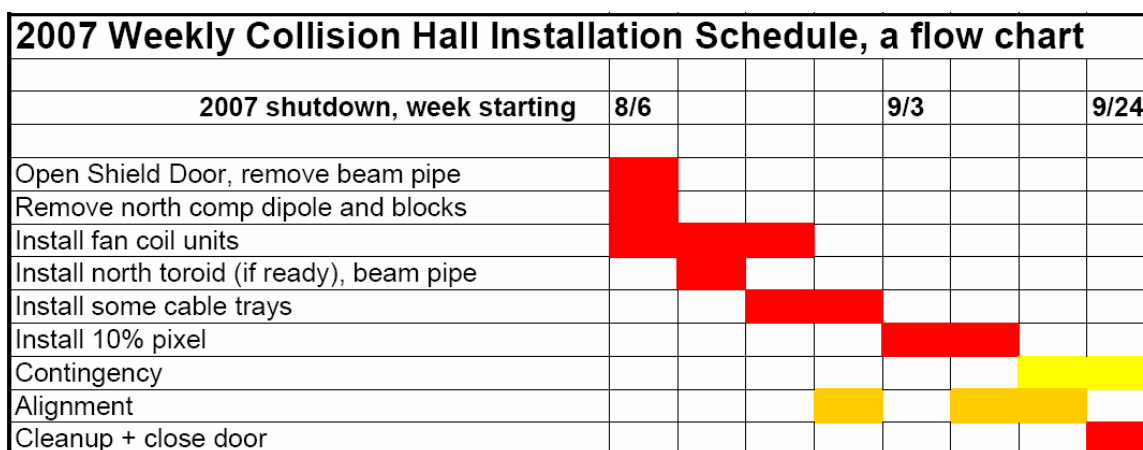 2007 Weekly Collision Hall Installation Schedule, a flow chart
2007 shutdown, week starting 8/6 9/3 9/24
Open Shield Door, remove beam pipe
Remove north comp dipole and blocks
Install fan coil units
Install north toroid (if ready), beam pipe
Install some cable trays
Install 10% pixel
Contingency
Alignment
Cleanup + close door